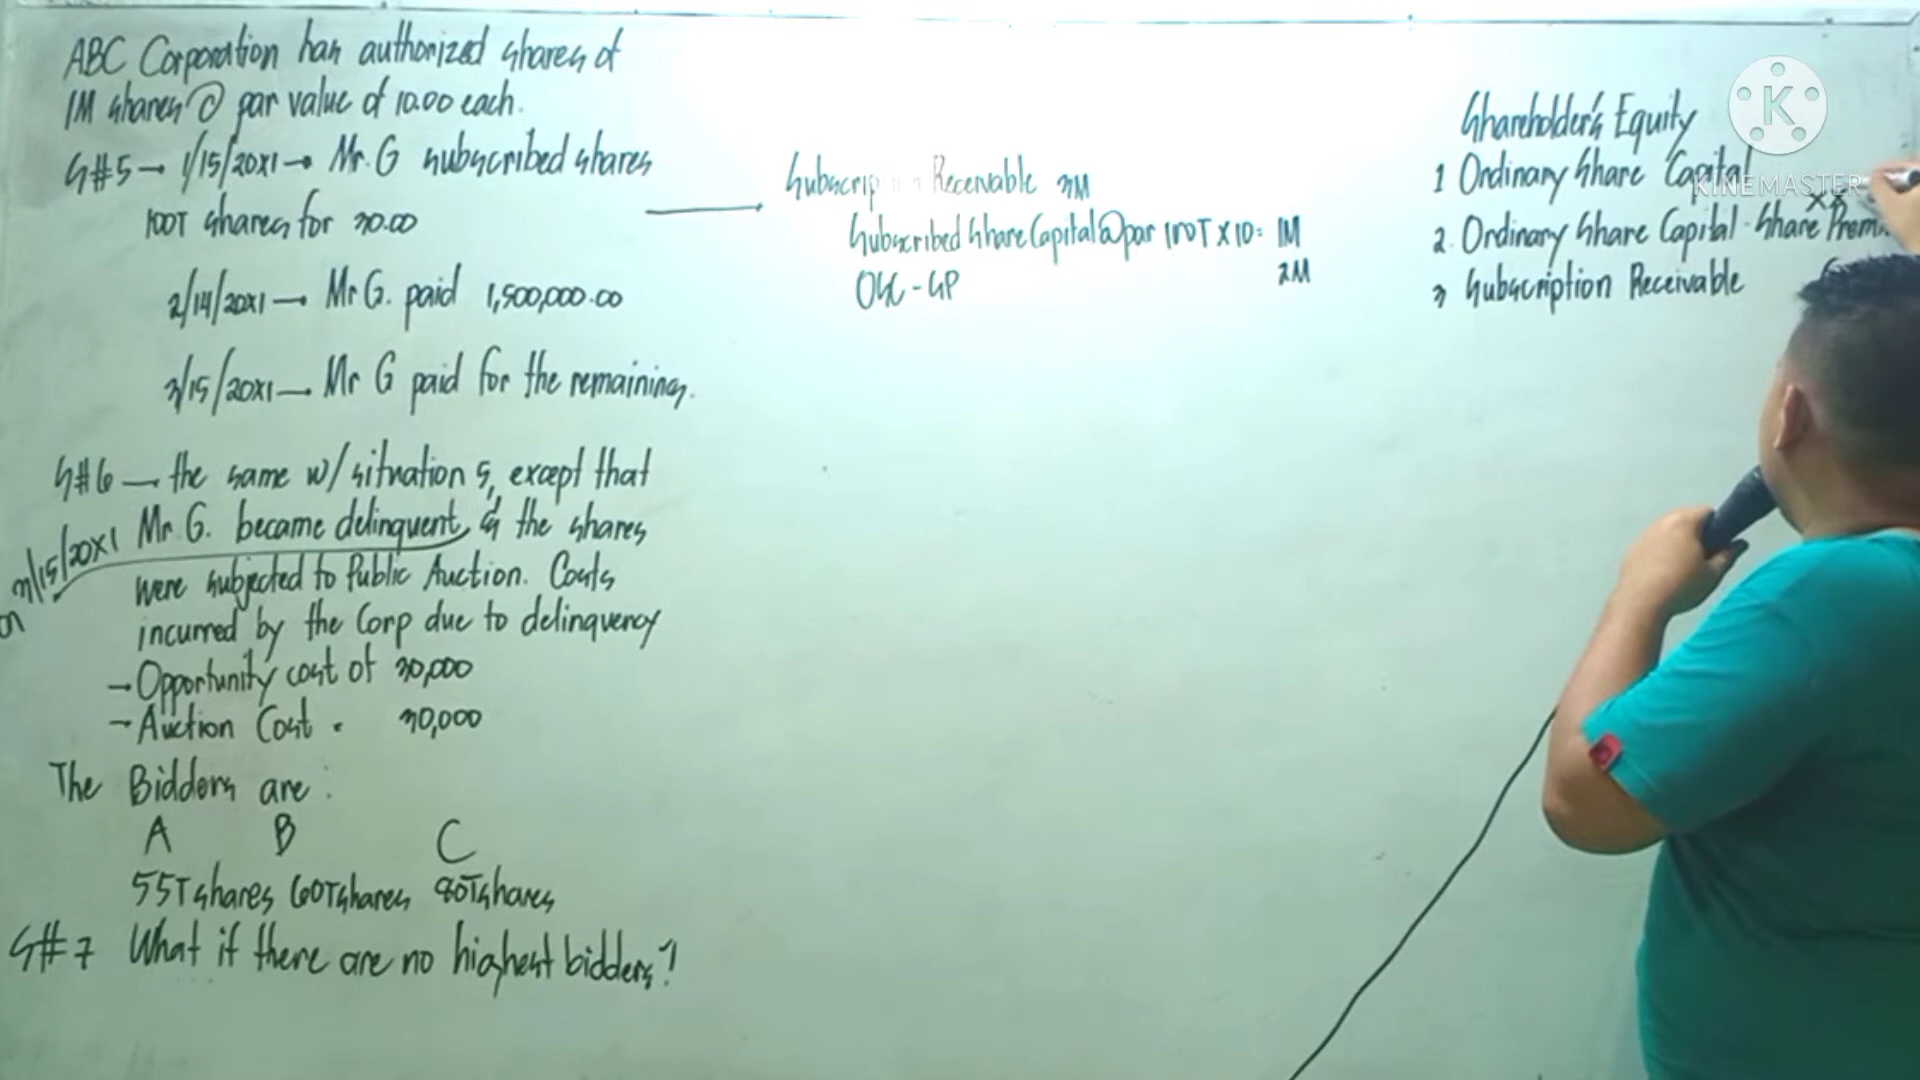 ABC Corporation has authorized shares of
1M shares @ par value of 10.00 each.
S#5 → 1/15/20x1 → Mr. G subscribed shares
100T shares for 30.00
2/14/20x1 → Mr G. paid 1,500,000.00
3/15/20x1 — Mr G paid for the remaining.
S#6 — the same w/ situation 5, except that
on 3/15/20x1 Mr. G. became delinquent, & the shares
were subjected to Public Auction. Costs
incurred by the Corp due to delinquency
- Opportunity cost of 30,000
- Auction Cost - 30,000
The Bidders are:
A B C
55T shares 60T shares 80T shares
S#7 What if there are no highest bidders?
Receivable 3M
Subscribed Share Capital @ par 100T x 10 = 1M
OSC - SP 2M
Shareholder's Equity
1 Ordinary Share Capital xx
2. Ordinary Share Capital - Share Prem
3 Subscription Receivable
K
KINEMASTER